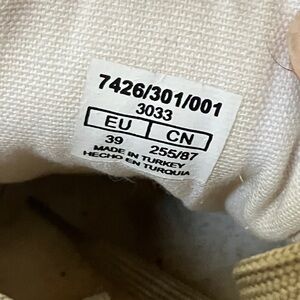 7426/301/001
3033
EU CN
39 255/87
MADE IN TURKEY
HECHO EN TURQUIA